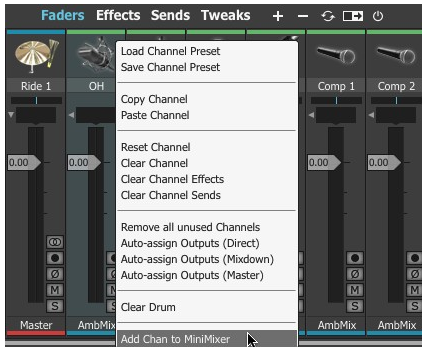 Faders Effects Sends Tweaks
Ride 1 OH Comp 1 Comp 2
Load Channel Preset
Save Channel Preset
Copy Channel
Paste Channel
Reset Channel
Clear Channel
Clear Channel Effects
Clear Channel Sends
Remove all unused Channels
Auto-assign Outputs (Direct)
Auto-assign Outputs (Mixdown)
Auto-assign Outputs (Master)
Clear Drum
Add Chan to MiniMixer
0.00 0.00 0.00 0.00
Ø Ø Ø Ø
M M M M
S S S S
Master AmbMix AmbMix AmbMix